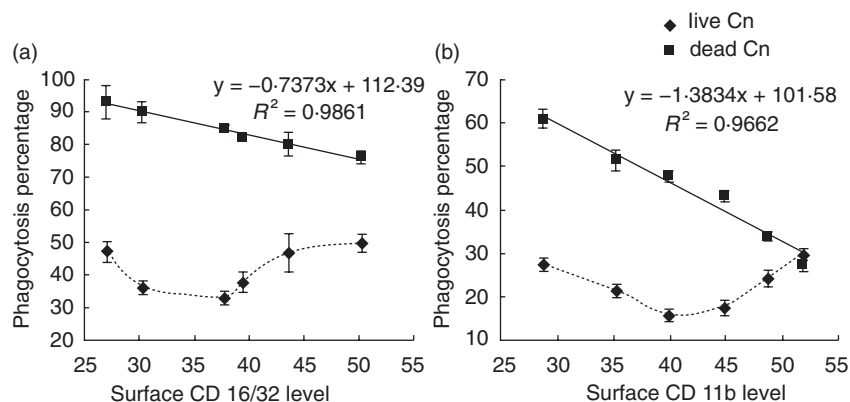 live Cn
dead Cn
(a)
100
90
80
70
60
50
40
30
20
25 30 35 40 45 50 55
Phagocytosis percentage
Surface CD 16/32 level
y = –0·7373x + 112·39
R² = 0·9861
(b)
70
60
50
40
30
20
10
25 30 35 40 45 50 55
Phagocytosis percentage
Surface CD 11b level
y = –1·3834x + 101·58
R² = 0·9662